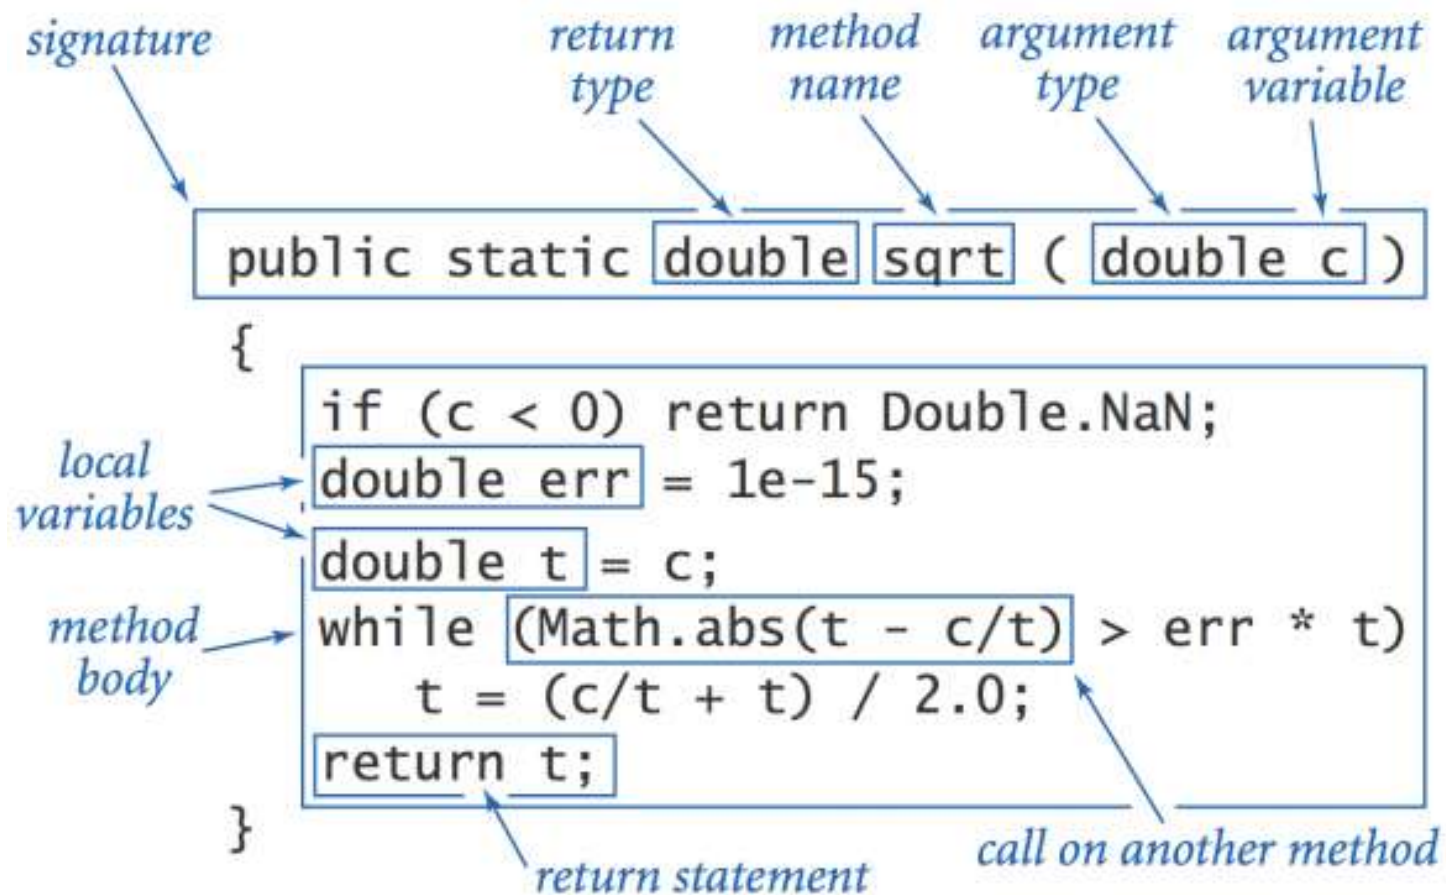 signature
return type
method name
argument type
argument variable
public static double sqrt ( double c )
{
if (c < 0) return Double.NaN;
local variables
double err = 1e-15;
double t = c;
method body
while (Math.abs(t - c/t) > err * t)
t = (c/t + t) / 2.0;
return t;
}
return statement
call on another method